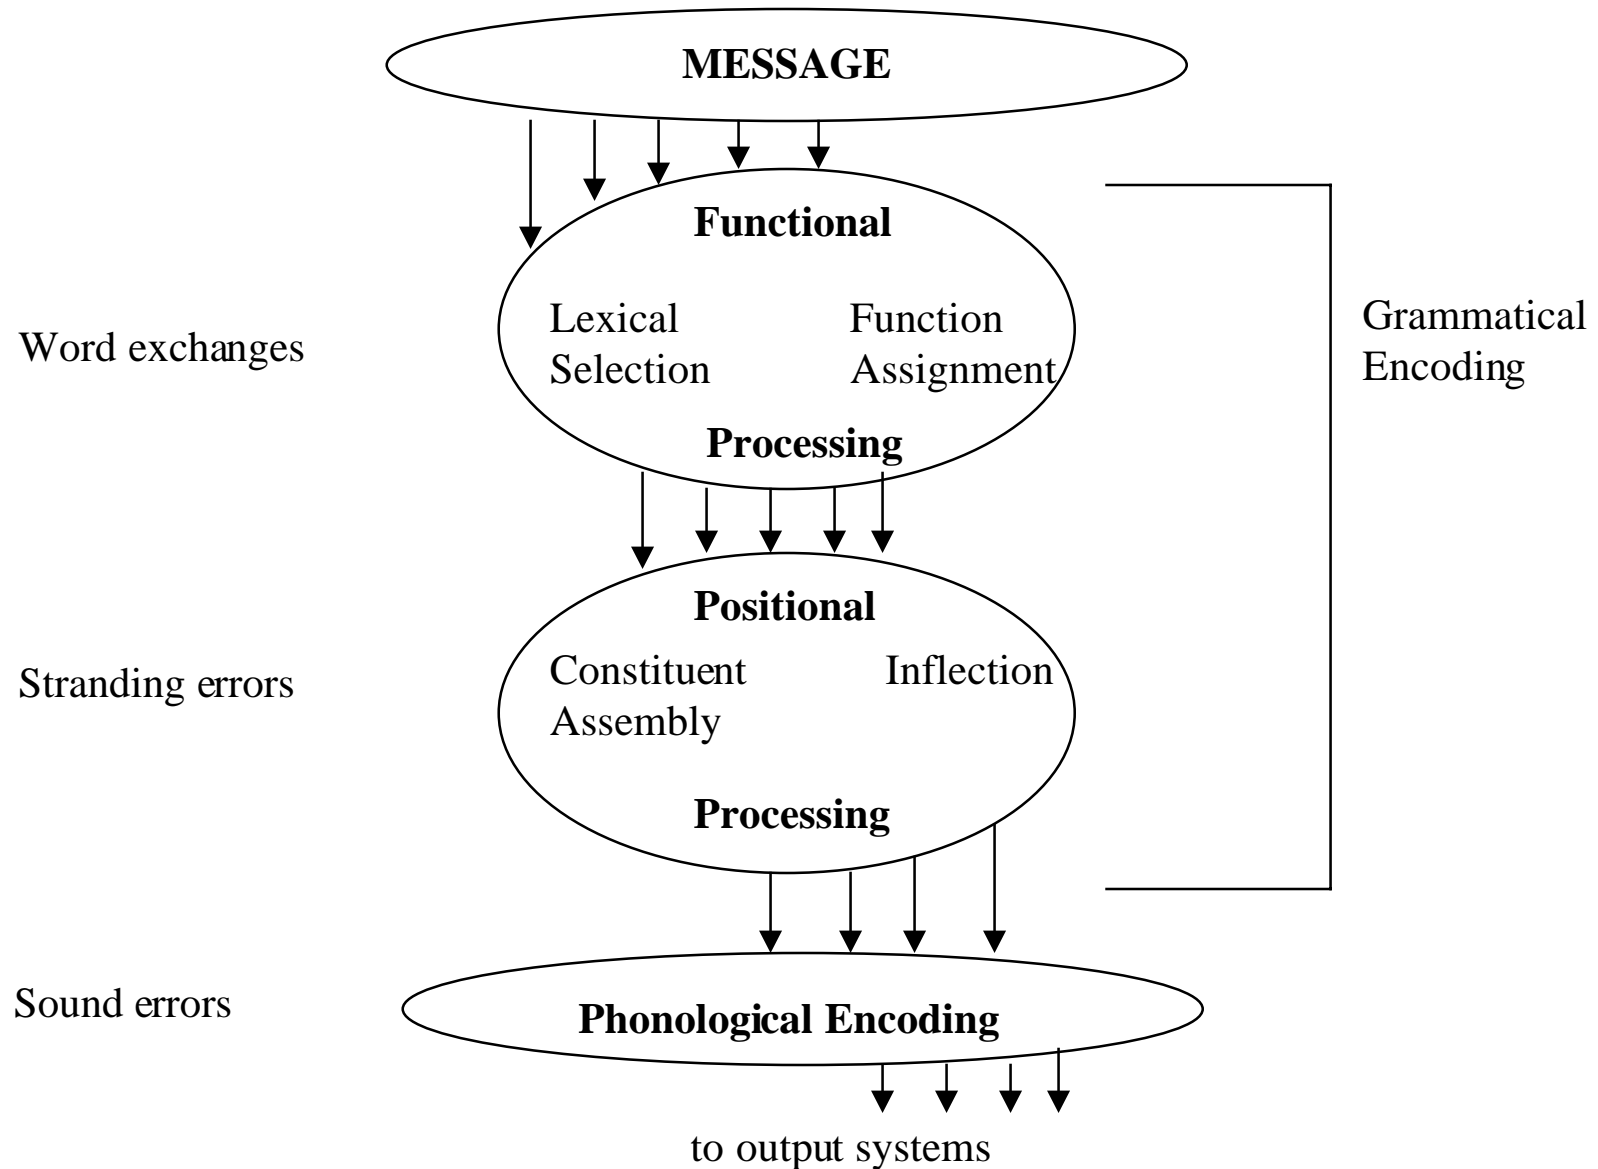 MESSAGE
Functional
Lexical Selection
Function Assignment
Processing
Word exchanges
Grammatical Encoding
Positional
Constituent Assembly
Inflection
Processing
Stranding errors
Sound errors
Phonological Encoding
to output systems